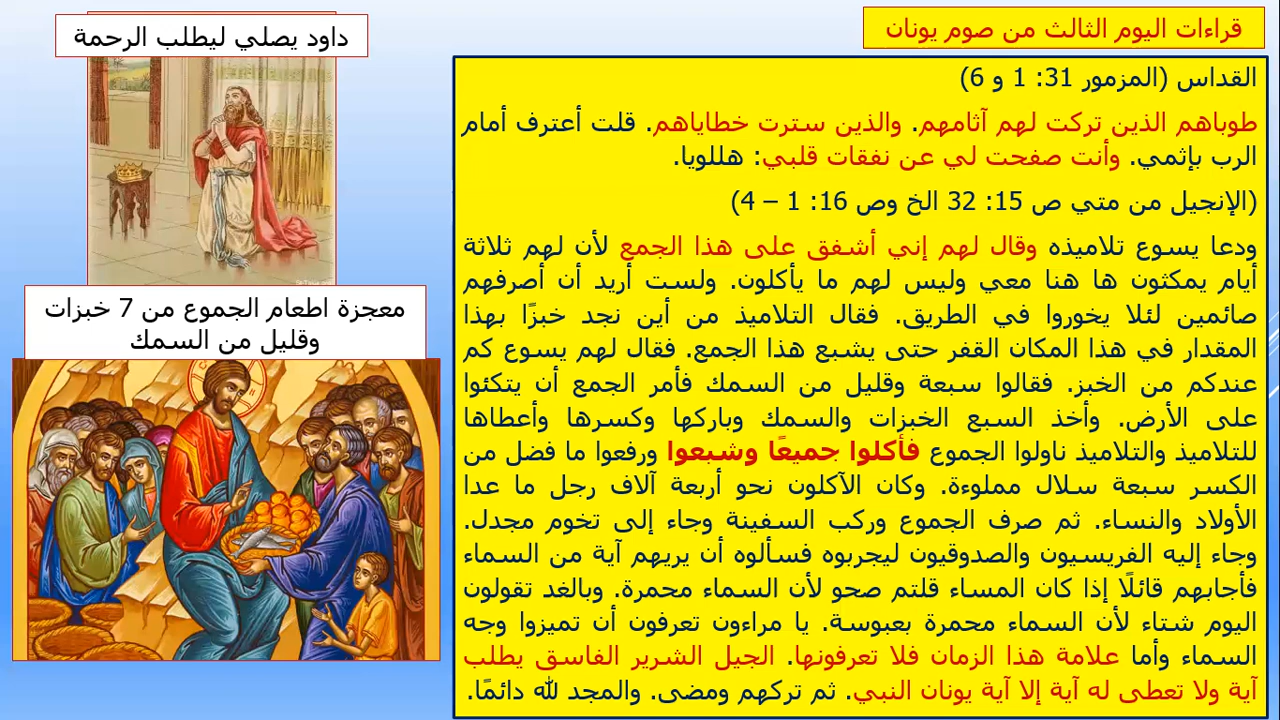 قراءات اليوم الثالث من صوم يونان
القداس (المزمور 31: 1 و 6)
طوباهم الذين تركت لهم آثامهم. والذين سترت خطاياهم. قلت أعترف أمام
الرب بإثمي. وأنت صفحت لي عن نفقات قلبي: هللويا.
(الإنجيل من متي ص 15: 32 الخ وص 16: 1 – 4)
ودعا يسوع تلاميذه وقال لهم إني أشفق على هذا الجمع لأن لهم ثلاثة
أيام يمكثون ها هنا معي وليس لهم ما يأكلون. ولست أريد أن أصرفهم
صائمين لئلا يخوروا في الطريق. فقال التلاميذ من أين نجد خبزًا بهذا
المقدار في هذا المكان القفر حتى يشبع هذا الجمع. فقال لهم يسوع كم
عندكم من الخبز. فقالوا سبعة وقليل من السمك فأمر الجمع أن يتكئوا
على الأرض. وأخذ السبع الخبزات والسمك وباركها وكسرها وأعطاها
للتلاميذ والتلاميذ ناولوا الجموع فأكلوا جميعًا وشبعوا ورفعوا ما فضل من
الكسر سبعة سلال مملوءة. وكان الآكلون نحو أربعة آلاف رجل ما عدا
الأولاد والنساء. ثم صرف الجموع وركب السفينة وجاء إلى تخوم مجدل.
وجاء إليه الفريسيون والصدوقيون ليجربوه فسألوه أن يريهم آية من السماء
فأجابهم قائلًا إذا كان المساء قلتم صحو لأن السماء محمرة. وبالغد تقولون
اليوم شتاء لأن السماء محمرة بعبوسة. يا مراءون تعرفون أن تميزوا وجه
السماء وأما علامة هذا الزمان فلا تعرفونها. الجيل الشرير الفاسق يطلب
آية ولا تعطى له آية إلا آية يونان النبي. ثم تركهم ومضى. والمجد لله دائمًا.
داود يصلي ليطلب الرحمة
معجزة اطعام الجموع من 7 خبزات
وقليل من السمك